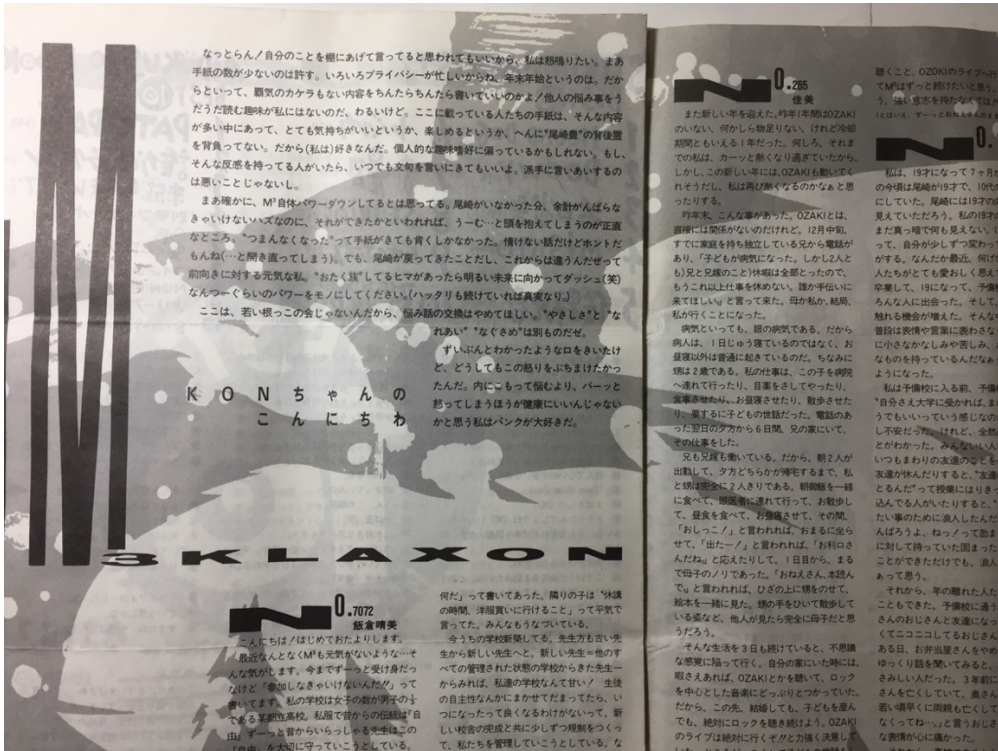 なっとらん！自分のことを棚にあげて言ってると思われてもいいから、私は怒鳴りたい。まあ
手紙の数が少ないのは許す。いろいろプライバシーが忙しいからね、年末年始というのは。だか
らといって、覇気のカケラもない内容をちんたらちんたら書いていいのかよ！他人の悩み事をう
だうだ読む趣味が私にはないのだ、わるいけど。ここに載っている人たちの手紙は、そんな内容
が多い中にあって、とても気持ちがいいというか、楽しめるというか、へんに"尾崎豊"の背後霊
を背負ってない。だから(私は)好きなんだ。個人的な趣味嗜好に偏っているかもしれない。もし、
そんな反感を持ってる人がいたら、いつでも文句を言いにきてもいいよ。派手に言いあいするの
は悪いことじゃないし。
まあ確かに、M³自体パワーダウンしてるとは思ってる。尾崎がいなかった分、余計がんばらな
きゃいけないハズなのに、それができたかといわれれば、うーむ…と頭を抱えてしまうのが正直
なところ。"つまんなくなった"って手紙がきても肯くしかなかった。情けない話だけどホントだ
もんね(…と開き直ってしまう)。でも、尾崎が戻ってきたことだし、これからは違うんだぜって
前向きに対する元気な私。"おたく族"してるヒマがあったら明るい未来に向かってダッシュ(笑)
なんつーぐらいのパワーをモノにしてください。(ハッタリも続けていれば真実なり。)
ここは、若い根っこの会じゃないんだから、悩み話の交換はやめてほしい。"やさしさ"と"な
れあい" "なぐさめ"は別ものだぜ。
ずいぶんとわかったような口をきいたけ
ど、どうしてもこの怒りをぶちまけたかっ
たんだ。内にこもって悩むより、パーッと
怒ってしまうほうが健康にいいんじゃない
かと思う私はパンクが大好きだ。
KONちゃんの
こんにちわ
M
3KLAXON
N0.7072
飯倉晴美
こんにちは！はじめておたよりします。
最近なんとなくM³も元気がないような…そ
んな気がします。今までずーっと受け身だっ
たけど「参加しなきゃいけないんだ!!」って
書いてます。私の学校は女子の数が男子の⅓
である某都立高校。私服で昔からの伝統は『自
由』ずーっと昔からいらっしゃる先生はこの
『自由』を大切に守っていこうとしている。
何だ」って書いてあった。隣りの子は"休講
の時間、洋服買いに行けること"って平気で
言ってた。みんなもうなづいている。
今うちの学校新築してる。先生方も古い先
生から新しい先生へと。新しい先生=他のす
べての管理された状態の学校からきた先生ー
からみれば、私達の学校なんて甘い！生徒
の自主性なんかにまかせてまってたら、い
つになったって良くなるわけがないって、新
しい校舎の完成と共に少しずつ規制をつくっ
て、私たちを管理していこうとしている。な
N0.265
佳美
また新しい年を迎えた。昨年1年間はOZAKI
のいない、何かしら物足りない、けれど冷却
期間ともいえる1年だった。何しろ、それま
での私は、カーッと熱くなり過ぎていたから。
しかし、この新しい年には、OZAKIも動いてく
れそうだし、私は再び熱くなるのかなぁと思
ったりする。
昨年末、こんな事があった。OZAKIとは、
直接には関係がないのだけれど。12月中旬、
すでに家庭を持ち独立している兄から電話が
あり、「子どもが病気になった。しかし2人と
も)兄と兄嫁のこと)休暇は全部とったので、
もうこれ以上仕事を休めない。誰か手伝いに
来てほしい。」と言って来た。母か私か。結局、
私が行くことになった。
病気といっても、眼の病気である。だから
病人は、1日じゅう寝ているのではなく、お
昼寝以外は普通に起きているのだ。ちなみに
甥は2歳である。私の仕事は、この子を病院
へ連れて行ったり、目薬をさしてやったり、
食事させたり、お昼寝させたり、散歩させた
り、要するに子どもの世話だった。電話のあ
った翌日の夕方から6日間、兄の家にいて、
その仕事をした。
兄も兄嫁も働いている。だから、朝2人が
出勤して、夕方どちらかが帰宅するまで、私
と甥は完全に2人きりである。朝御飯を一緒
に食べて、眼医者に連れて行って、お散歩し
て、昼食を食べて、お昼寝させて、その間、
「おしっこ！」と言われれば、おまるに坐ら
せて、「出たー！」と言われれば、「お利口さ
んだね」と応えたりして、1日目から、まる
で母子のノリであった。「おねえさん、本読ん
で」と言われれば、ひざの上に甥をのせて、
絵本を一緒に見た。甥の手をひいて散歩して
いる姿など、他人が見たら完全に母子だと思
うだろう。
そんな生活を3日も続けていると、不思議
な感覚に陥って行く。自分の家にいた時には、
暇さえあれば、OZAKIとかを聴いて、ロック
を中心とした音楽にどっぷりとつかっていた。
だから、この先、結婚しても、子どもを産ん
でも、絶対にロックを聴き続けよう。OZAKI
のライブは絶対に行くぞと力強く決意して
聴くこと、OZAKIのライブへ
てM³はずっと続けたいと思う。
う、強い意志を持たなくては
N0.
私は、19才になって7ヶ月
の今頃は尾崎が19才で、10代
にしていた。尾崎には19才の
見えていただろう。私の19才
まだ真っ暗で何も見えない。
って、自分が少しずつ変わっ
がする。なんだか最近、何げ
人たちがとても愛おしく思え
卒業して、19になって、予備
ろんな人に出会った。そして
触れる機会が増えた。そんな
普段は表情や言葉に表わさな
に小さなかなしみや苦しみ、
なものを持っているんだなぁ
ようになった。
私は予備校に入る前、予備
"自分さえ大学に受かれば、
うでもいいっていう感じなの
し不安だった。けれど、全然
とがわかった。みんないい人
いつもまわりの友達のことを
友達が休んだりすると、"友達
とるんだ"って授業にはりき
込んでる人がいたりすると、
たい事のために浪人したんだ
んばろうよ、ねっ！って励ま
に対して持っていた固まった
ことができただけでも、浪人
ぁって思う。
それから、年の離れた人た
こともできた。予備校に通う
さんのおじさんと友達になっ
くてニコニコしてるおじさん
ある日、お弁当屋さんをやめ
ゆっくり話を聞いてみると、
さみしい人だった。3年前に
さんを亡くしていて、奥さん
若い頃早くに両親も亡くして
なくってね…。」と言うおじさ
な表情が心に痛かった。